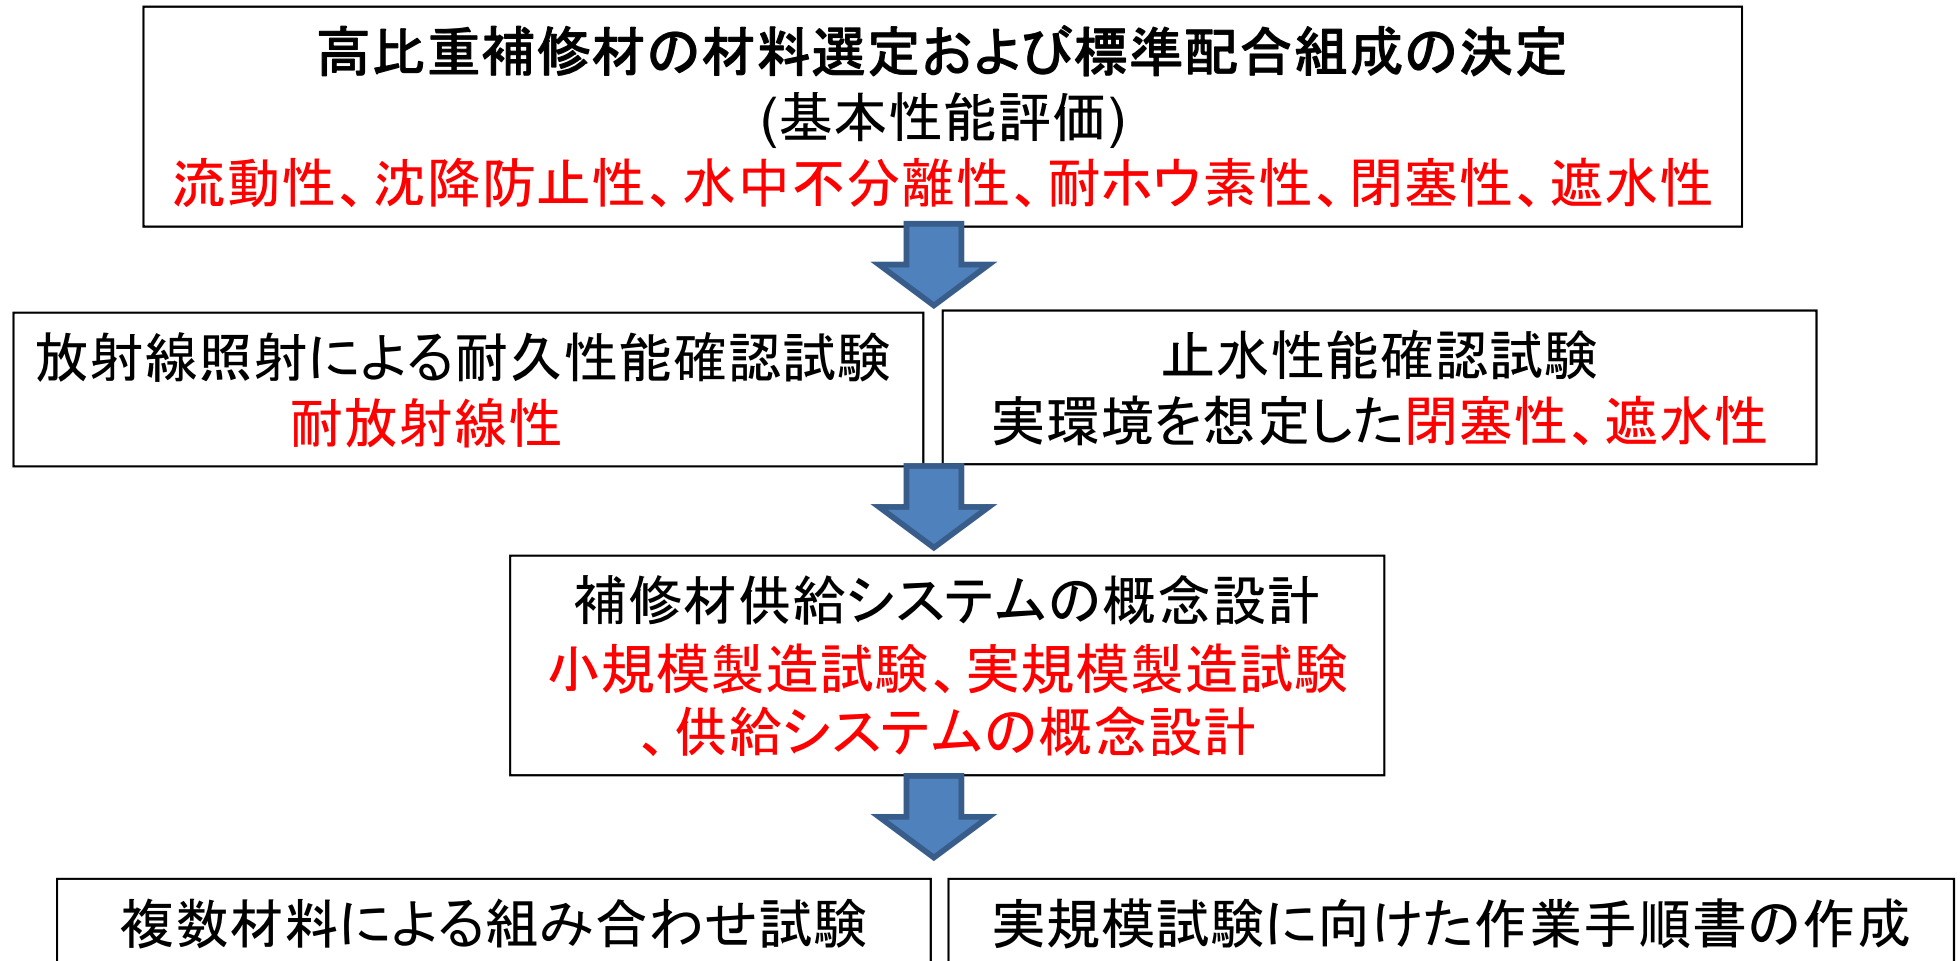 高比重補修材の材料選定および標準配合組成の決定
(基本性能評価)
流動性、沈降防止性、水中不分離性、耐ホウ素性、閉塞性、遮水性
放射線照射による耐久性能確認試験
耐放射線性
止水性能確認試験
実環境を想定した閉塞性、遮水性
補修材供給システムの概念設計
小規模製造試験、実規模製造試験
、供給システムの概念設計
複数材料による組み合わせ試験
実規模試験に向けた作業手順書の作成